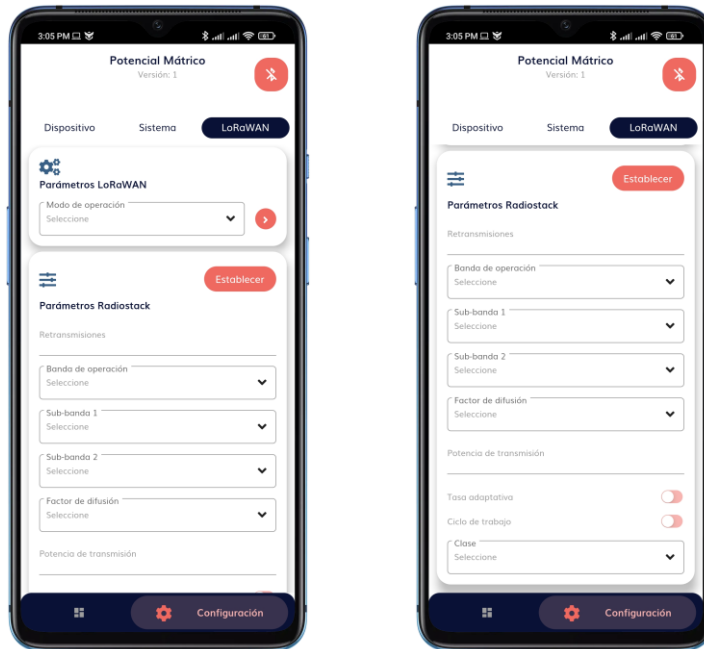 3:05 PM
61
Potencial Mátrico
Versión: 1
Dispositivo
Sistema
LoRaWAN
Parámetros LoRaWAN
Modo de operación
Seleccione
Establecer
Parámetros Radiostack
Retransmisiones
Banda de operación
Seleccione
Sub-banda 1
Seleccione
Sub-banda 2
Seleccione
Factor de difusión
Seleccione
Potencia de transmisión
Configuración
3:05 PM
61
Potencial Mátrico
Versión: 1
Dispositivo
Sistema
LoRaWAN
Establecer
Parámetros Radiostack
Retransmisiones
Banda de operación
Seleccione
Sub-banda 1
Seleccione
Sub-banda 2
Seleccione
Factor de difusión
Seleccione
Potencia de transmisión
Tasa adaptativa
Ciclo de trabajo
Clase
Seleccione
Configuración